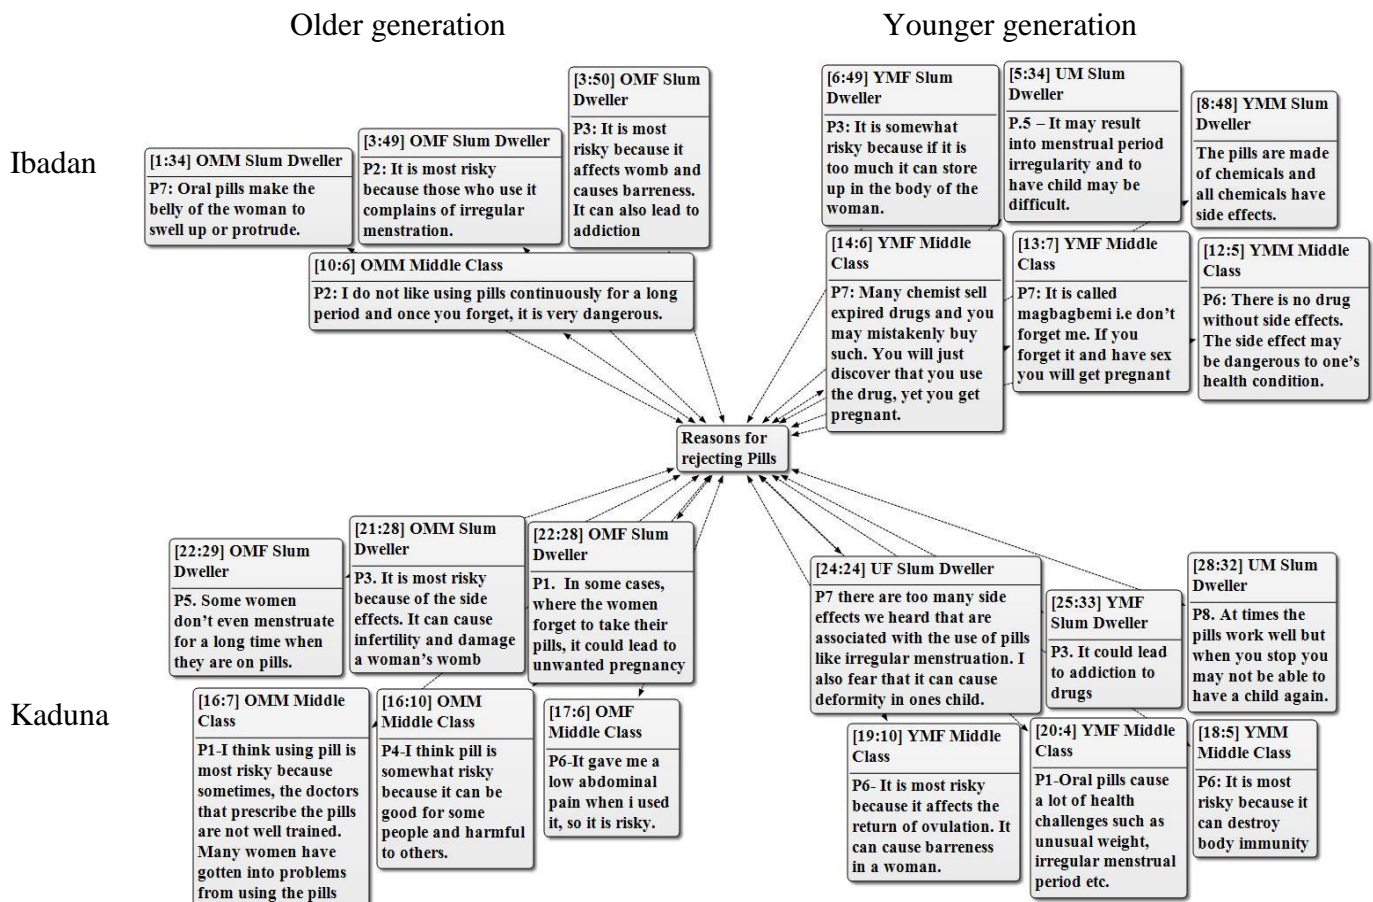 Older generation
Younger generation
Ibadan
[1:34] OMM Slum Dweller
P7: Oral pills make the
belly of the woman to
swell up or protrude.
[3:49] OMF Slum Dweller
P2: It is most risky
because those who use it
complains of irregular
menstration.
[3:50] OMF Slum
Dweller
P3: It is most
risky because it
affects womb and
causes barreness.
It can also lead to
addiction
[10:6] OMM Middle Class
P2: I do not like using pills continuously for a long
period and once you forget, it is very dangerous.
[6:49] YMF Slum
Dweller
P3: It is somewhat
risky because if it is
too much it can store
up in the body of the
woman.
[5:34] UM Slum
Dweller
P.5 – It may result
into menstrual period
irregularity and to
have child may be
difficult.
[8:48] YMM Slum
Dweller
The pills are made
of chemicals and
all chemicals have
side effects.
[14:6] YMF Middle
Class
P7: Many chemist sell
expired drugs and you
may mistakenly buy
such. You will just
discover that you use
the drug, yet you get
pregnant.
[13:7] YMF Middle
Class
P7: It is called
magbagbemi i.e don’t
forget me. If you
forget it and have sex
you will get pregnant
[12:5] YMM Middle
Class
P6: There is no drug
without side effects.
The side effect may
be dangerous to one’s
health condition.
Reasons for
rejecting Pills
Kaduna
[22:29] OMF Slum
Dweller
P5. Some women
don’t even menstruate
for a long time when
they are on pills.
[21:28] OMM Slum
Dweller
P3. It is most risky
because of the side
effects. It can cause
infertility and damage
a woman’s womb
[22:28] OMF Slum
Dweller
P1. In some cases,
where the women
forget to take their
pills, it could lead to
unwanted pregnancy
[16:7] OMM Middle
Class
P1-I think using pill is
most risky because
sometimes, the doctors
that prescribe the pills
are not well trained.
Many women have
gotten into problems
from using the pills
[16:10] OMM
Middle Class
P4-I think pill is
somewhat risky
because it can be
good for some
people and harmful
to others.
[17:6] OMF
Middle Class
P6-It gave me a
low abdominal
pain when i used
it, so it is risky.
[24:24] UF Slum Dweller
P7 there are too many side
effects we heard that are
associated with the use of pills
like irregular menstruation. I
also fear that it can cause
deformity in ones child.
[25:33] YMF
Slum Dweller
P3. It could lead
to addiction to
drugs
[28:32] UM Slum
Dweller
P8. At times the
pills work well but
when you stop you
may not be able to
have a child again.
[19:10] YMF Middle
Class
P6- It is most risky
because it affects the
return of ovulation. It
can cause barreness
in a woman.
[20:4] YMF Middle
Class
P1-Oral pills cause
a lot of health
challenges such as
unusual weight,
irregular menstrual
period etc.
[18:5] YMM
Middle Class
P6: It is most
risky because it
can destroy
body immunity